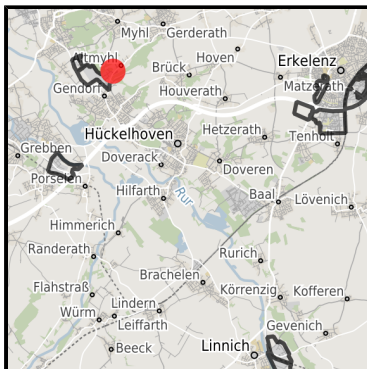 Myhl
Gerderath
Altmyhl
Hoven
Erkelenz
Brück
Gendorf
Houverath
Matzerath
Hückelhoven
Hetzerath
Tenholt
Grebben
Doverack
Doveren
Porselen
Hilfarth
Rur
Baal
Lövenich
Himmerich
Randerath
Rurich
Brachelen
Flahstraß
Körrenzig
Kofferen
Lindern
Würm
Leiffarth
Gevenich
Beeck
Linnich